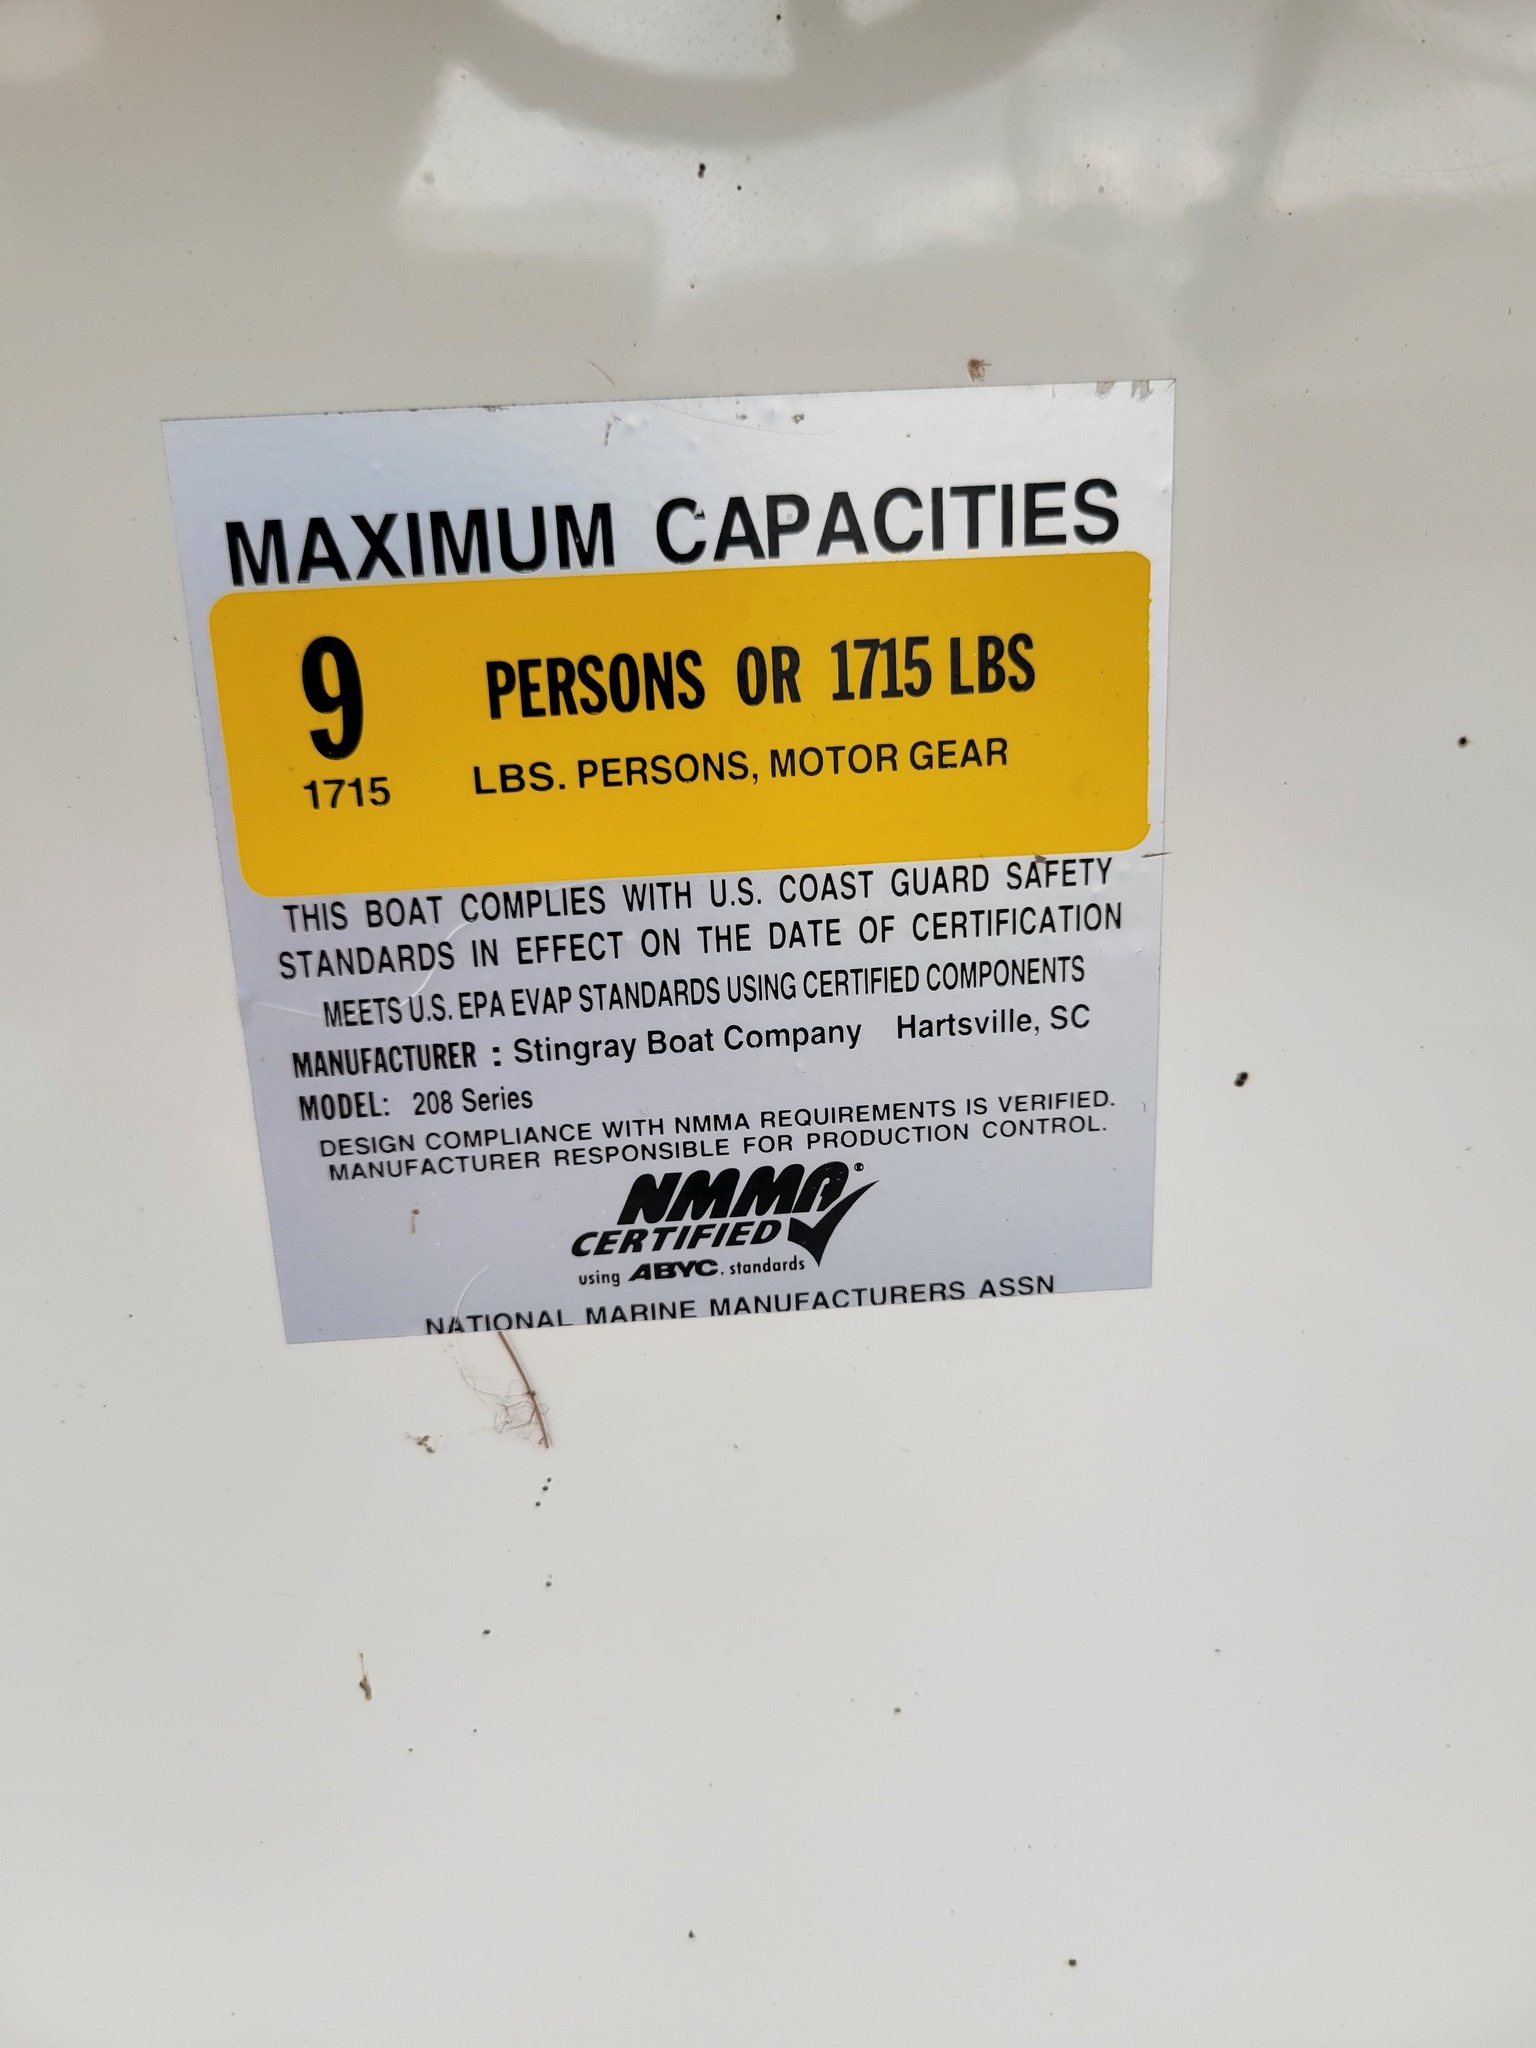 MAXIMUM CAPACITIES
9 PERSONS OR 1715 LBS
1715 LBS. PERSONS, MOTOR GEAR
THIS BOAT COMPLIES WITH U.S. COAST GUARD SAFETY
STANDARDS IN EFFECT ON THE DATE OF CERTIFICATION
MEETS U.S. EPA EVAP STANDARDS USING CERTIFIED COMPONENTS
MANUFACTURER : Stingray Boat Company Hartsville, SC
MODEL: 208 Series
DESIGN COMPLIANCE WITH NMMA REQUIREMENTS IS VERIFIED.
MANUFACTURER RESPONSIBLE FOR PRODUCTION CONTROL.
NMMA®
CERTIFIED
using ABYC. standards
NATIONAL MARINE MANUFACTURERS ASSN